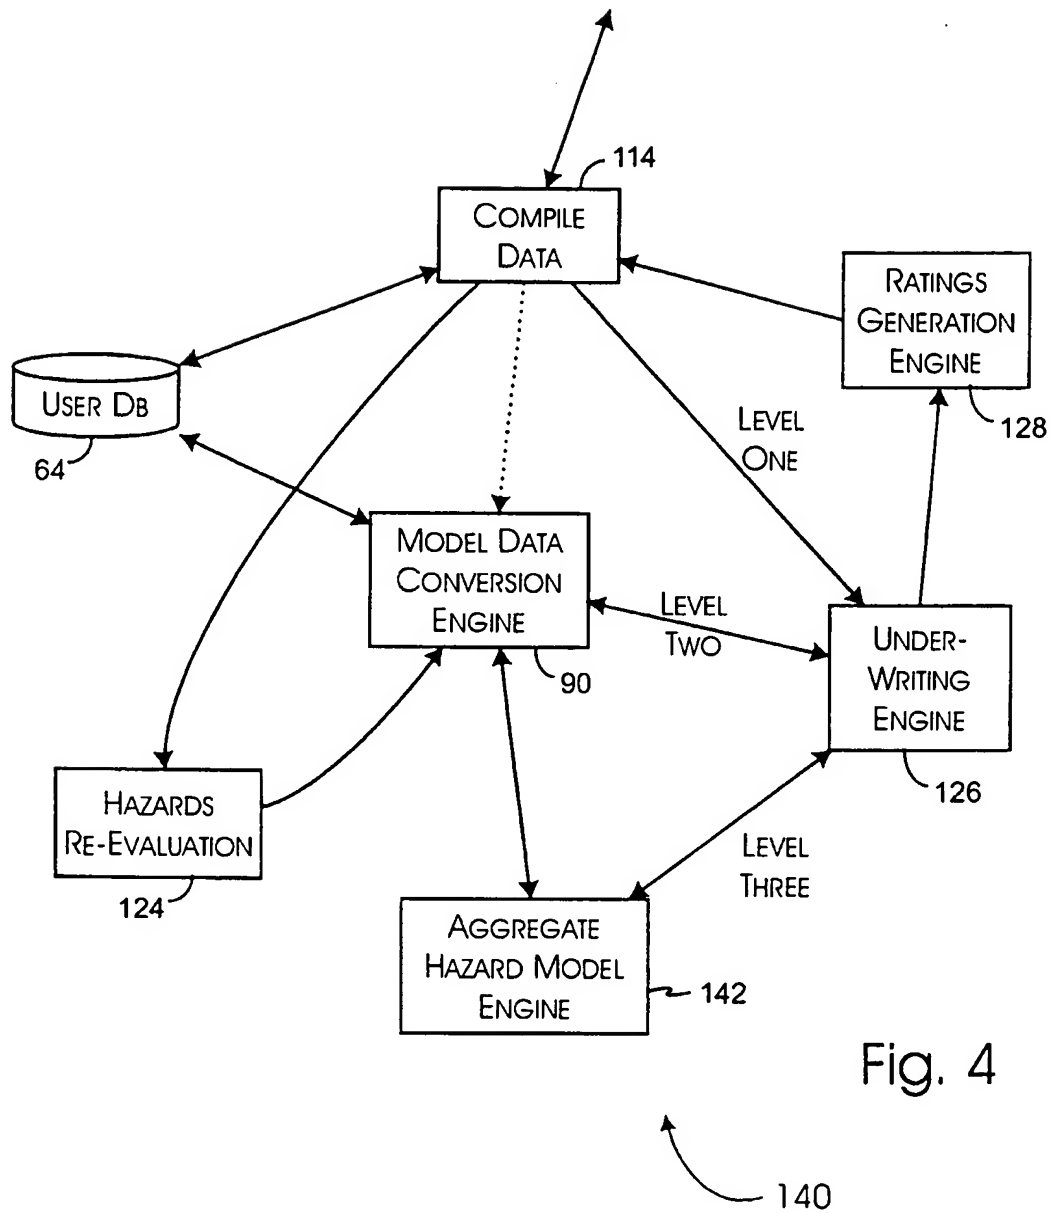 114
COMPILE
DATA
RATINGS
GENERATION
ENGINE
128
USER DB
64
LEVEL
ONE
MODEL DATA
CONVERSION
ENGINE
90
LEVEL
TWO
UNDER-
WRITING
ENGINE
126
HAZARDS
RE-EVALUATION
124
LEVEL
THREE
AGGREGATE
HAZARD MODEL
ENGINE
142
Fig. 4
140